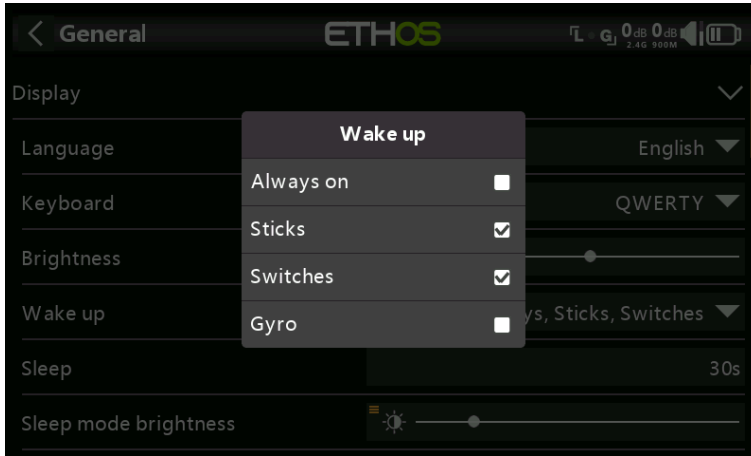 General
ETHOS
L G 0dB 0dB
2.4G 900M
Display
Wake up
Language English
Always on
Keyboard QWERTY
Sticks
Brightness
Switches
Wake up ys, Sticks, Switches
Gyro
Sleep 30s
Sleep mode brightness